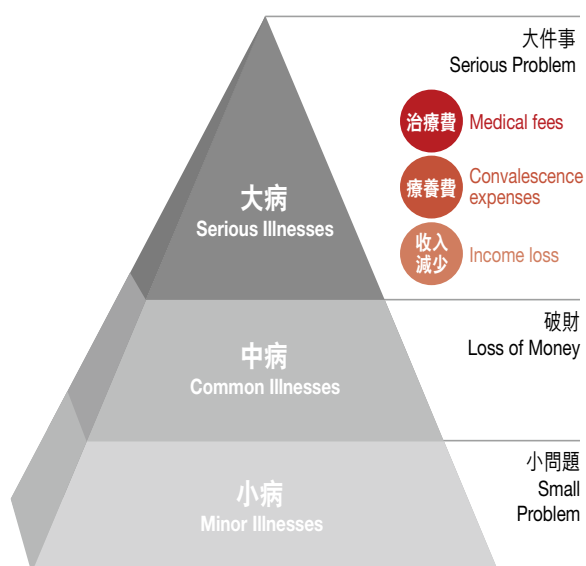 大件事
Serious Problem
治療費
Medical fees
療養費
Convalescence
expenses
收入
減少
Income loss
大病
Serious Illnesses
破財
Loss of Money
中病
Common Illnesses
小問題
Small
Problem
小病
Minor Illnesses